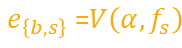 e_{b,s} =V(α, f_s)